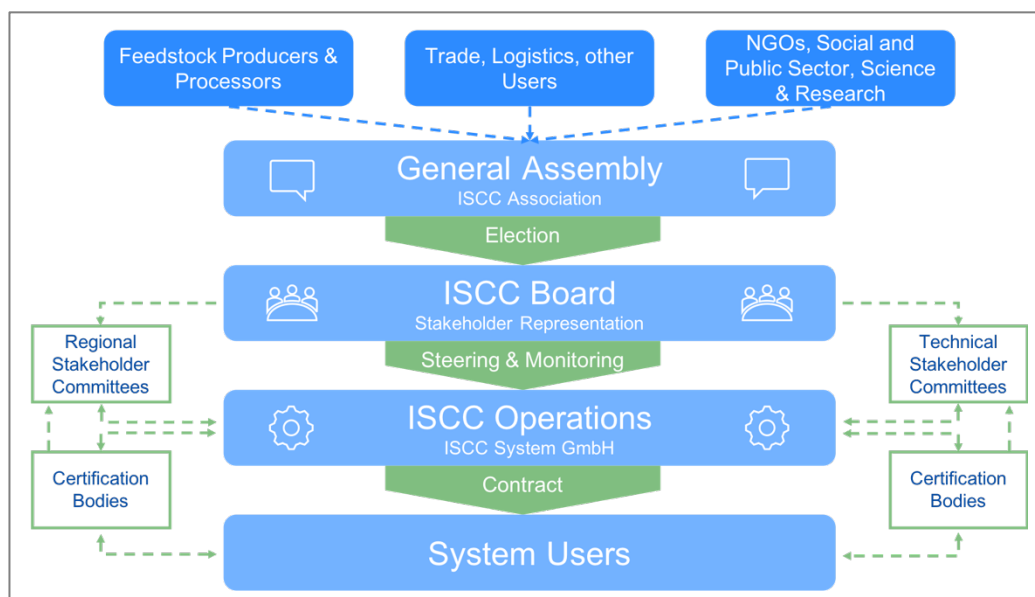 Feedstock Producers &
Processors
Trade, Logistics, other
Users
NGOs, Social and
Public Sector, Science
& Research
General Assembly
ISCC Association
Election
ISCC Board
Stakeholder Representation
Regional
Stakeholder
Committees
Technical
Stakeholder
Committees
Steering & Monitoring
ISCC Operations
ISCC System GmbH
Certification
Bodies
Certification
Bodies
Contract
System Users